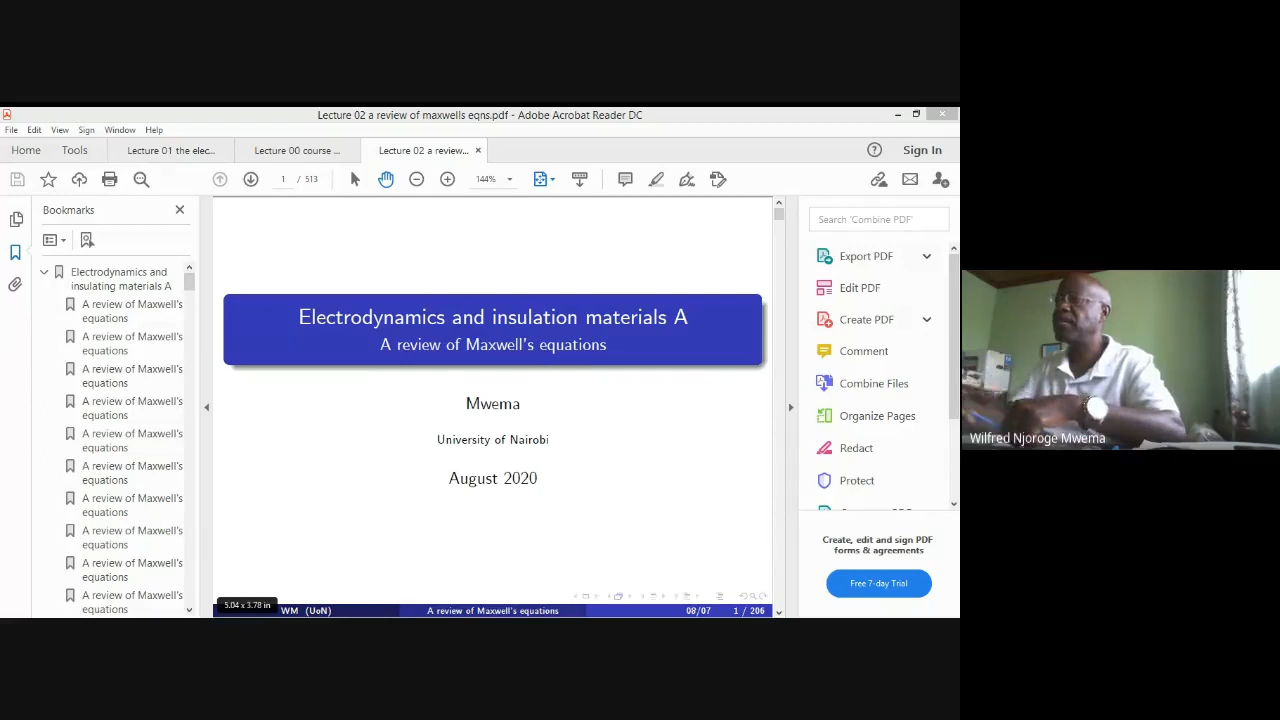 Lecture 02 a review of maxwells eqns.pdf - Adobe Acrobat Reader DC
File Edit View Sign Window Help
Home Tools Lecture 01 the elec... Lecture 00 course ... Lecture 02 a review... × Sign In
1 / 513 144%
Bookmarks
Search 'Combine PDF'
Electrodynamics and
insulating materials A
A review of Maxwell's
equations
A review of Maxwell's
equations
A review of Maxwell's
equations
A review of Maxwell's
equations
A review of Maxwell's
equations
A review of Maxwell's
equations
A review of Maxwell's
equations
A review of Maxwell's
equations
A review of Maxwell's
equations
A review of Maxwell's
equations
Electrodynamics and insulation materials A
A review of Maxwell's equations
Mwema
University of Nairobi
August 2020
5.04 x 3.78 in
WM (UoN) A review of Maxwell's equations 08/07 1 / 206
Export PDF
Edit PDF
Create PDF
Comment
Combine Files
Organize Pages
Redact
Protect
Create, edit and sign PDF
forms & agreements
Free 7-day Trial
Wilfred Njoroge Mwema